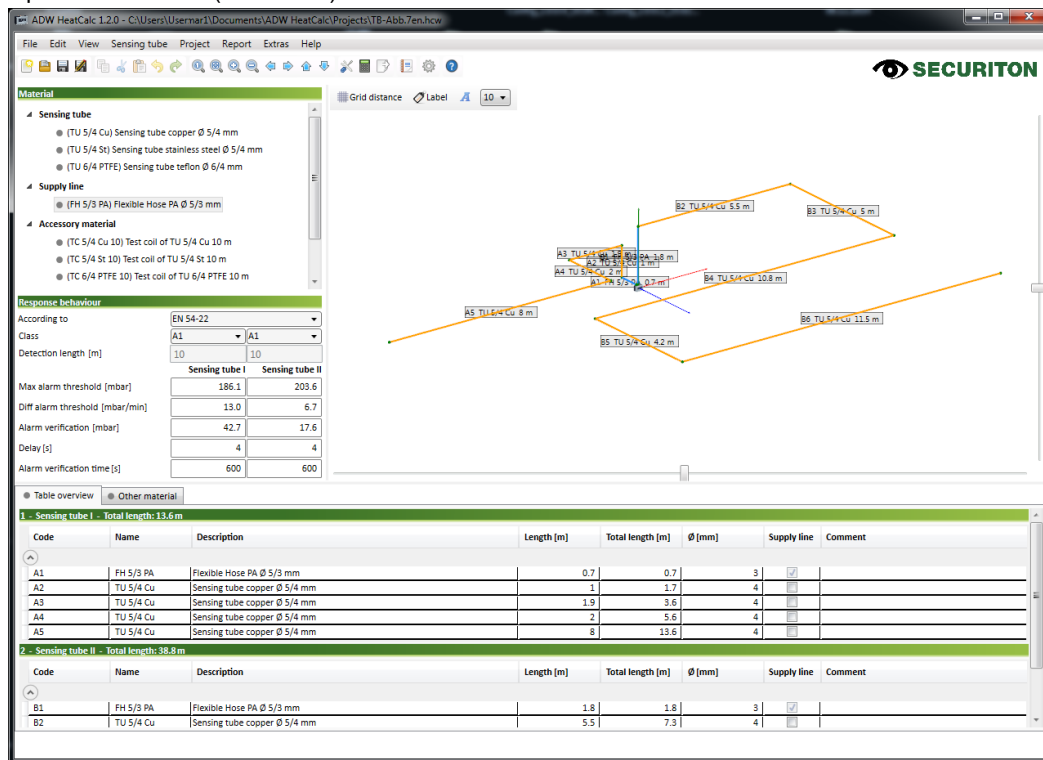 ADW HeatCalc 1.2.0 - C:\Users\Usermar1\Documents\ADW HeatCalc\Projects\TB-Abb.7en.hcw
File Edit View Sensing tube Project Report Extras Help
SECURITON
Material
Grid distance Label A 10
Sensing tube
(TU 5/4 Cu) Sensing tube copper Ø 5/4 mm
(TU 5/4 St) Sensing tube stainless steel Ø 5/4 mm
(TU 6/4 PTFE) Sensing tube teflon Ø 6/4 mm
Supply line
(FH 5/3 PA) Flexible Hose PA Ø 5/3 mm
Accessory material
(TC 5/4 Cu 10) Test coil of TU 5/4 Cu 10 m
(TC 5/4 St 10) Test coil of TU 5/4 St 10 m
(TC 6/4 PTFE 10) Test coil of TU 6/4 PTFE 10 m
B2 TU 5/4 Cu 5.5 m
B3 TU 5/4 Cu 5 m
A3 TU 5/4 Cu
5/3 PA 1.8 m
A2 TU 5/4 Cu 1 m
A4 TU 5/4 Cu 2 m
A1 FH 5/3 PA 0.7 m
B4 TU 5/4 Cu 10.8 m
A5 TU 5/4 Cu 8 m
B6 TU 5/4 Cu 11.5 m
B5 TU 5/4 Cu 4.2 m
Response behaviour
According to EN 54-22
Class A1 A1
Detection length [m] 10 10
Sensing tube I Sensing tube II
Max alarm threshold [mbar] 186.1 203.6
Diff alarm threshold [mbar/min] 13.0 6.7
Alarm verification [mbar] 42.7 17.6
Delay [s] 4 4
Alarm verification time [s] 600 600
Table overview Other material
1 - Sensing tube I - Total length: 13.6 m
Code Name Description Length [m] Total length [m] Ø [mm] Supply line Comment
A1 FH 5/3 PA Flexible Hose PA Ø 5/3 mm 0.7 0.7 3
A2 TU 5/4 Cu Sensing tube copper Ø 5/4 mm 1 1.7 4
A3 TU 5/4 Cu Sensing tube copper Ø 5/4 mm 1.9 3.6 4
A4 TU 5/4 Cu Sensing tube copper Ø 5/4 mm 2 5.6 4
A5 TU 5/4 Cu Sensing tube copper Ø 5/4 mm 8 13.6 4
2 - Sensing tube II - Total length: 38.8 m
Code Name Description Length [m] Total length [m] Ø [mm] Supply line Comment
B1 FH 5/3 PA Flexible Hose PA Ø 5/3 mm 1.8 1.8 3
B2 TU 5/4 Cu Sensing tube copper Ø 5/4 mm 5.5 7.3 4